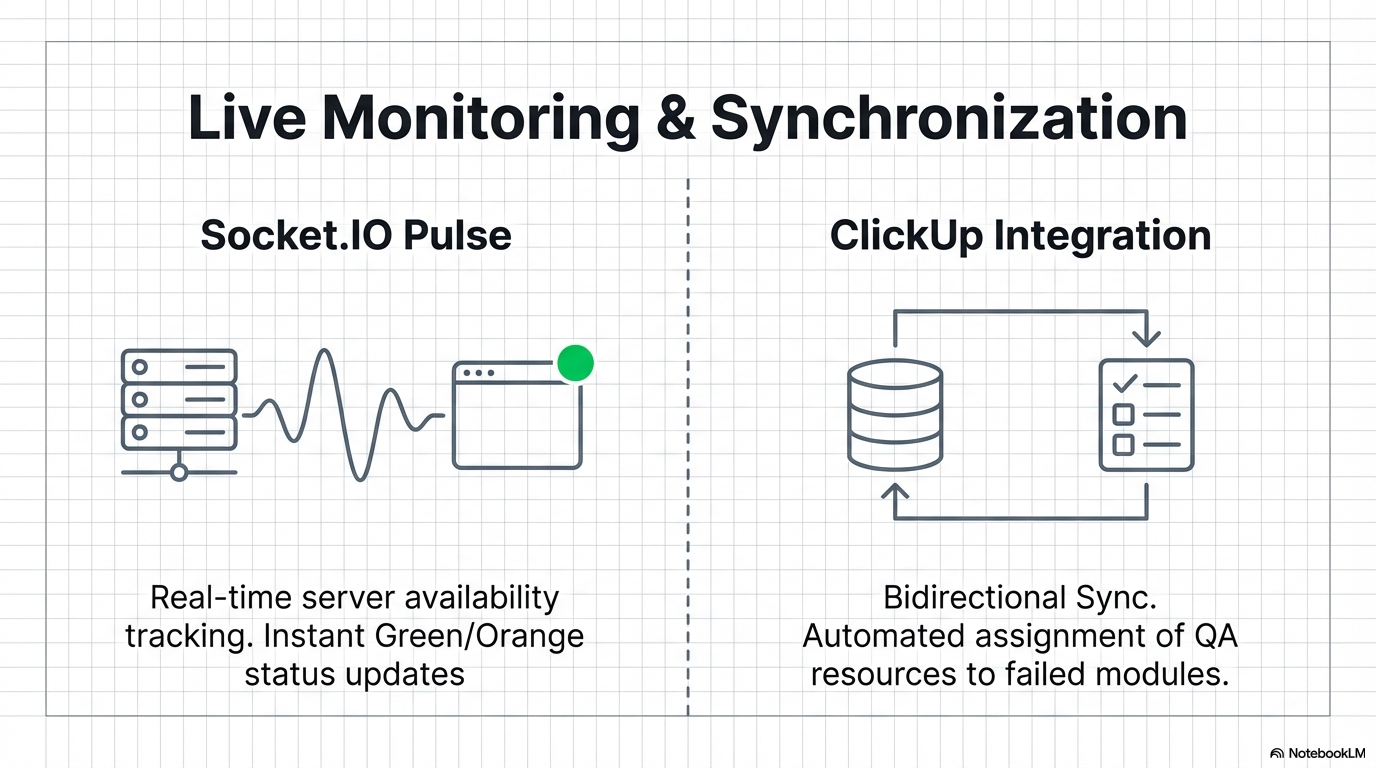 Live Monitoring & Synchronization
Socket.IO Pulse
Real-time server availability
tracking. Instant Green/Orange
status updates
ClickUp Integration
Bidirectional Sync.
Automated assignment of QA
resources to failed modules.
NotebookLM